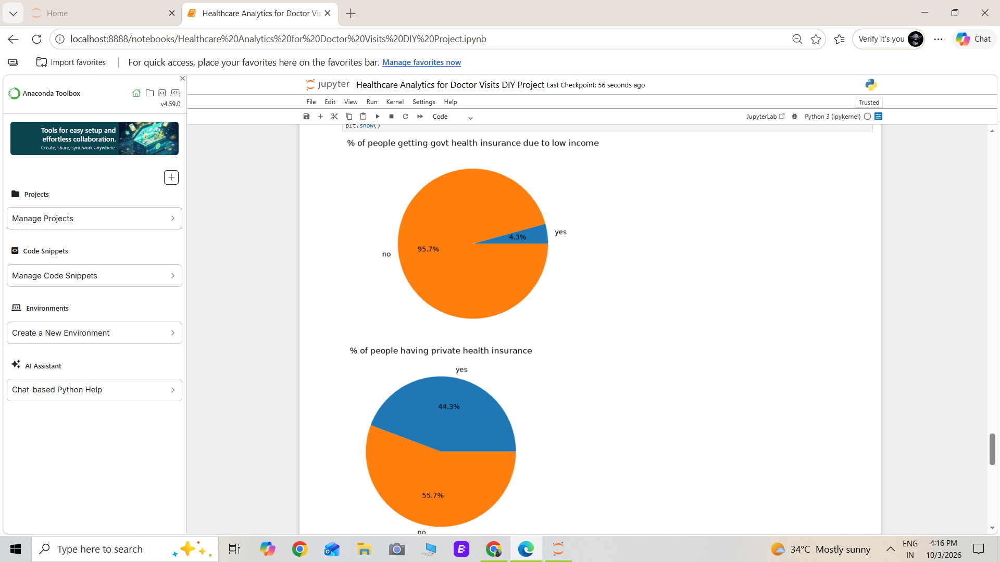 Home
Healthcare Analytics for Doctor Vis
localhost:8888/notebooks/Healthcare%20Analytics%20for%20Doctor%20Visits%20DIY%20Project.ipynb
Verify it's you
Chat
Import favorites
For quick access, place your favorites here on the favorites bar. Manage favorites now
Anaconda Toolbox
v4.59.0
Tools for easy setup and
effortless collaboration.
Create, share, sync work anywhere.
Projects
Manage Projects
Code Snippets
Manage Code Snippets
Environments
Create a New Environment
AI Assistant
Chat-based Python Help
jupyter Healthcare Analytics for Doctor Visits DIY Project Last Checkpoint: 56 seconds ago
File Edit View Run Kernel Settings Help
Trusted
Code
JupyterLab
Python 3 (ipykernel)
plt.show()
% of people getting govt health insurance due to low income
yes
4.3%
95.7%
no
% of people having private health insurance
yes
44.3%
55.7%
no
Type here to search
34°C Mostly sunny
ENG
IN
4:16 PM
10/3/2026